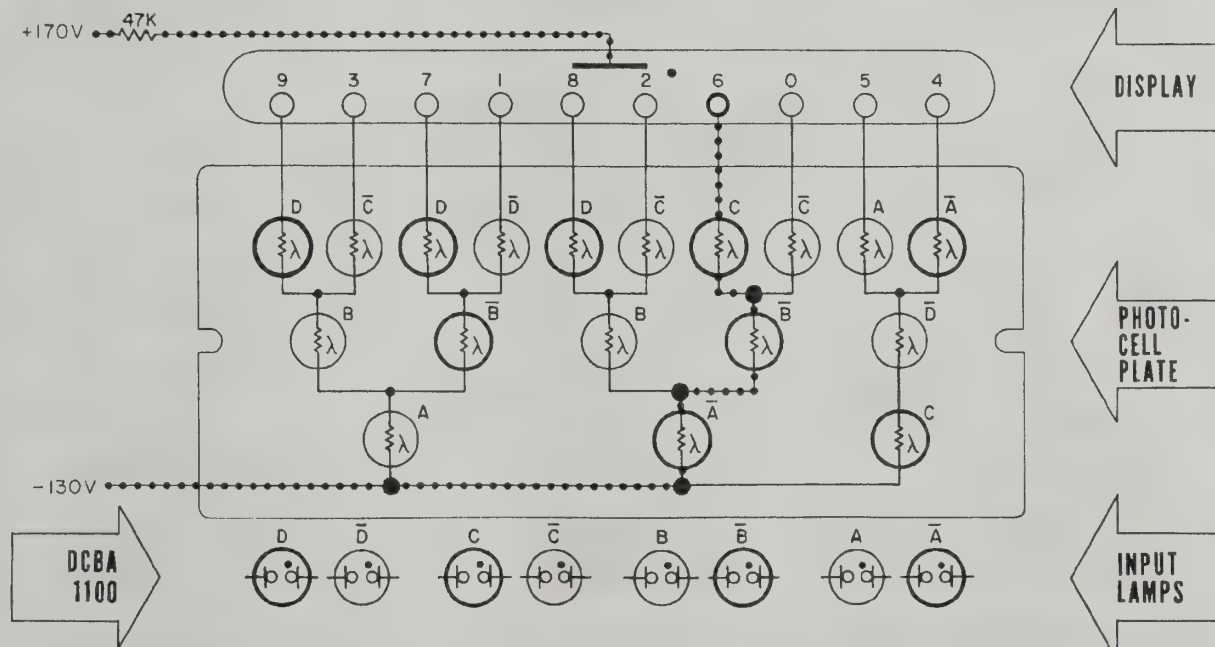 +170V 47K
9 3 7 1 8 2 6 0 5 4
DISPLAY
D C̅ D D̅ D C̅ C C̅ A A̅
λ λ λ λ λ λ λ λ λ λ
B B̅ B B̅ D̅
λ λ λ λ λ
PHOTO-
CELL
PLATE
A A̅ C
λ λ λ
−130V
D D̅ C C̅ B B̅ A A̅
DCBA
1100
INPUT
LAMPS